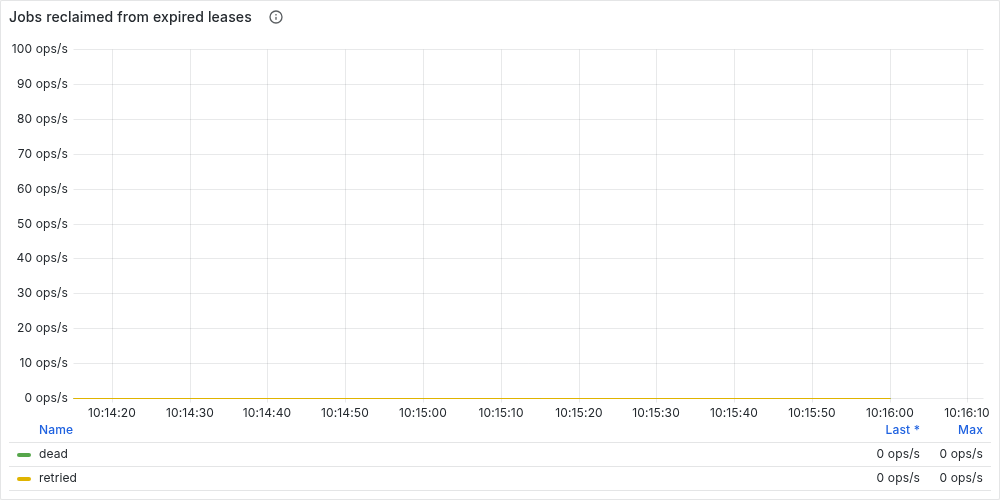 Jobs reclaimed from expired leases
100 ops/s
90 ops/s
80 ops/s
70 ops/s
60 ops/s
50 ops/s
40 ops/s
30 ops/s
20 ops/s
10 ops/s
0 ops/s
10:14:20 10:14:30 10:14:40 10:14:50 10:15:00 10:15:10 10:15:20 10:15:30 10:15:40 10:15:50 10:16:00 10:16:10
Name Last * Max
dead 0 ops/s 0 ops/s
retried 0 ops/s 0 ops/s